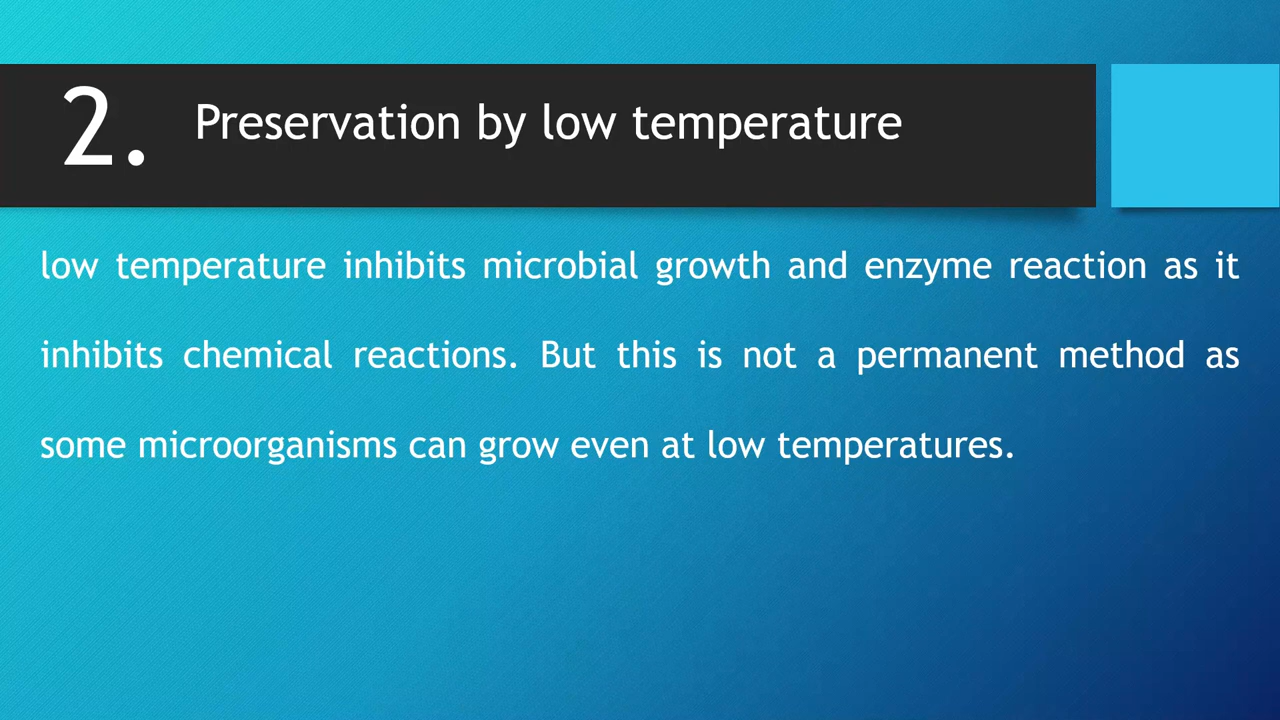 2. Preservation by low temperature
low temperature inhibits microbial growth and enzyme reaction as it
inhibits chemical reactions. But this is not a permanent method as
some microorganisms can grow even at low temperatures.